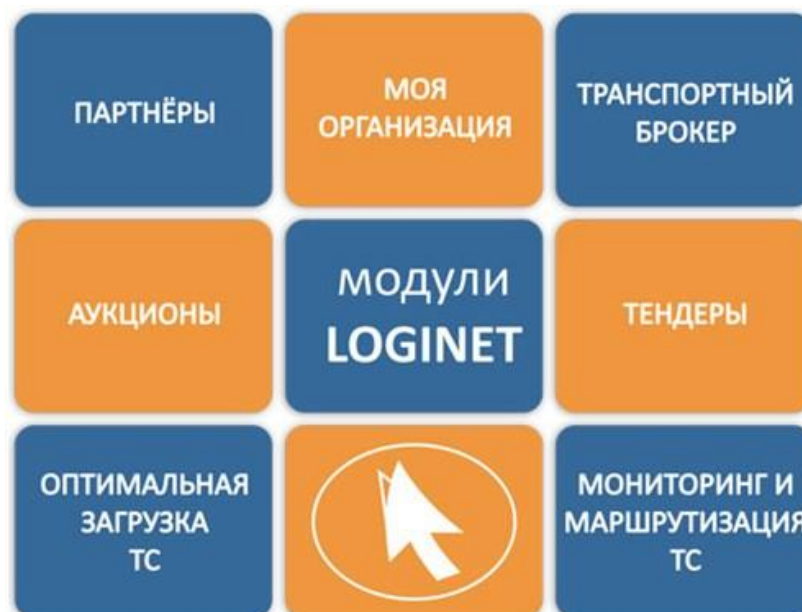 ПАРТНЁРЫ
МОЯ
ОРГАНИЗАЦИЯ
ТРАНСПОРТНЫЙ
БРОКЕР
АУКЦИОНЫ
модули
LOGINET
ТЕНДЕРЫ
ОПТИМАЛЬНАЯ
ЗАГРУЗКА
ТС
МОНИТОРИНГ И
МАРШРУТИЗАЦИЯ
ТС